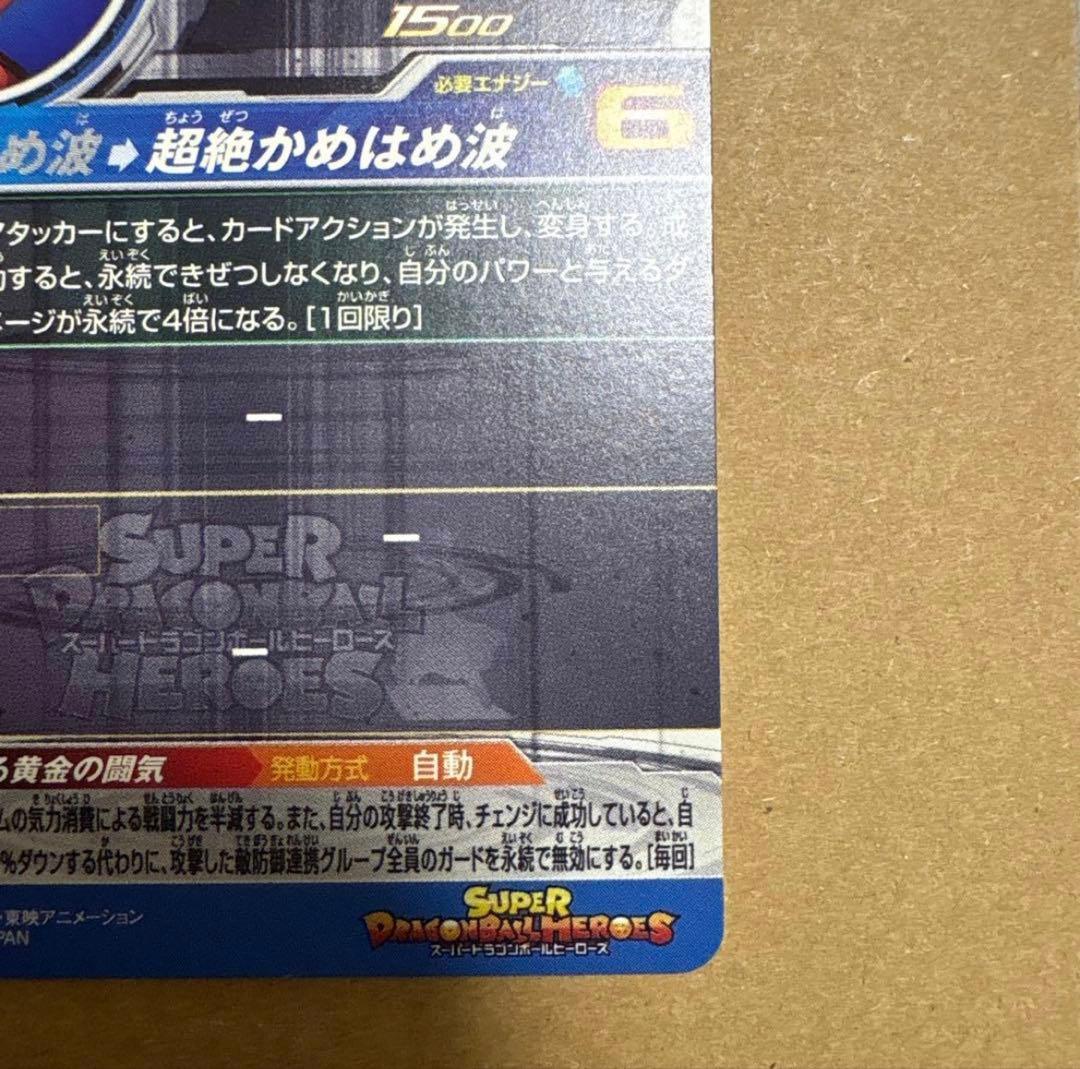 1500
必要エナジー 6
め波➡超絶かめはめ波
アタッカーにすると、カードアクションが発生し、変身する。成
功すると、永続できぜつしなくなり、自分のパワーと与えるダ
メージが永続で4倍になる。[1回限り]
ー
ー
SUPER
DRAGONBALL
スーパードラゴンボールヒーローズ
HEROES
ー
る黄金の闘気 発動方式 自動
ムの気力消費による戦闘力を半減する。また、自分の攻撃終了時、チェンジに成功していると、自
%ダウンする代わりに、攻撃した敵防御連携グループ全員のガードを永続で無効にする。[毎回]
・東映アニメーション
PAN
SUPER
DRAGONBALL HEROES
スーパードラゴンボールヒーローズ